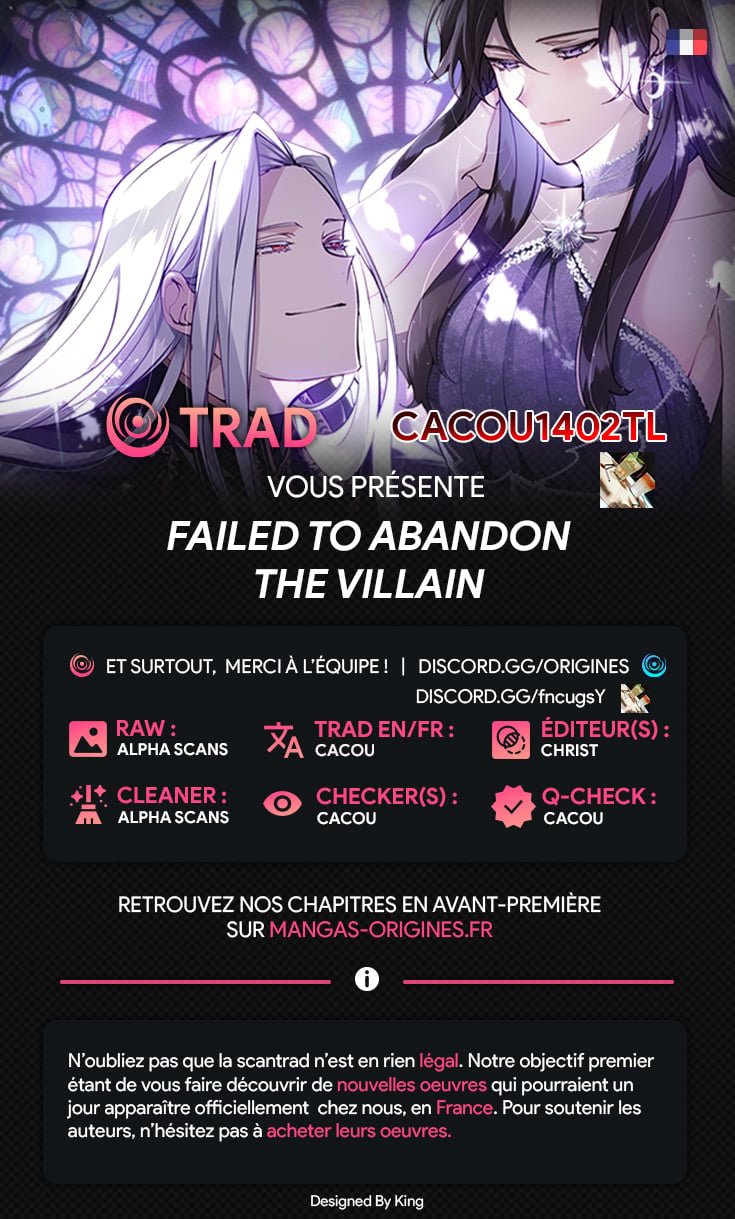 TRAD
CACOU1402TL
VOUS PRÉSENTE
FAILED TO ABANDON
THE VILLAIN
ET SURTOUT, MERCI À L'ÉQUIPE ! | DISCORD.GG/ORIGINES
DISCORD.GG/fncugsY
RAW :
ALPHA SCANS
TRAD EN/FR :
CACOU
ÉDITEUR(S) :
CHRIST
CLEANER :
ALPHA SCANS
CHECKER(S) :
CACOU
Q-CHECK :
CACOU
RETROUVEZ NOS CHAPITRES EN AVANT-PREMIÈRE
SUR MANGAS-ORIGINES.FR
N'oubliez pas que la scantrad n'est en rien légal. Notre objectif premier
étant de vous faire découvrir de nouvelles oeuvres qui pourraient un
jour apparaître officiellement chez nous, en France. Pour soutenir les
auteurs, n'hésitez pas à acheter leurs oeuvres.
Designed By King